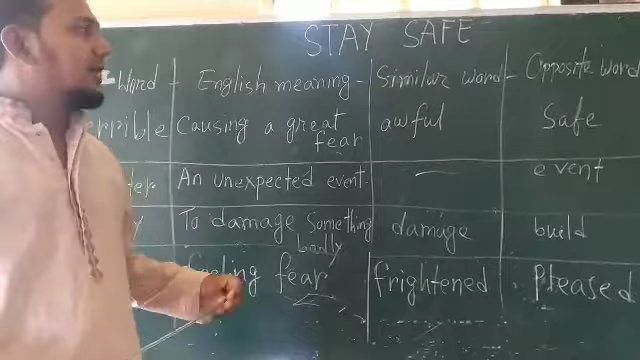 STAY SAFE
Word - English meaning - Similar word - Opposite word
errible Causing a great fear awful Safe
An unexpected event. — event
To damage Something badly damage build
Feeling fear frightened Pleased